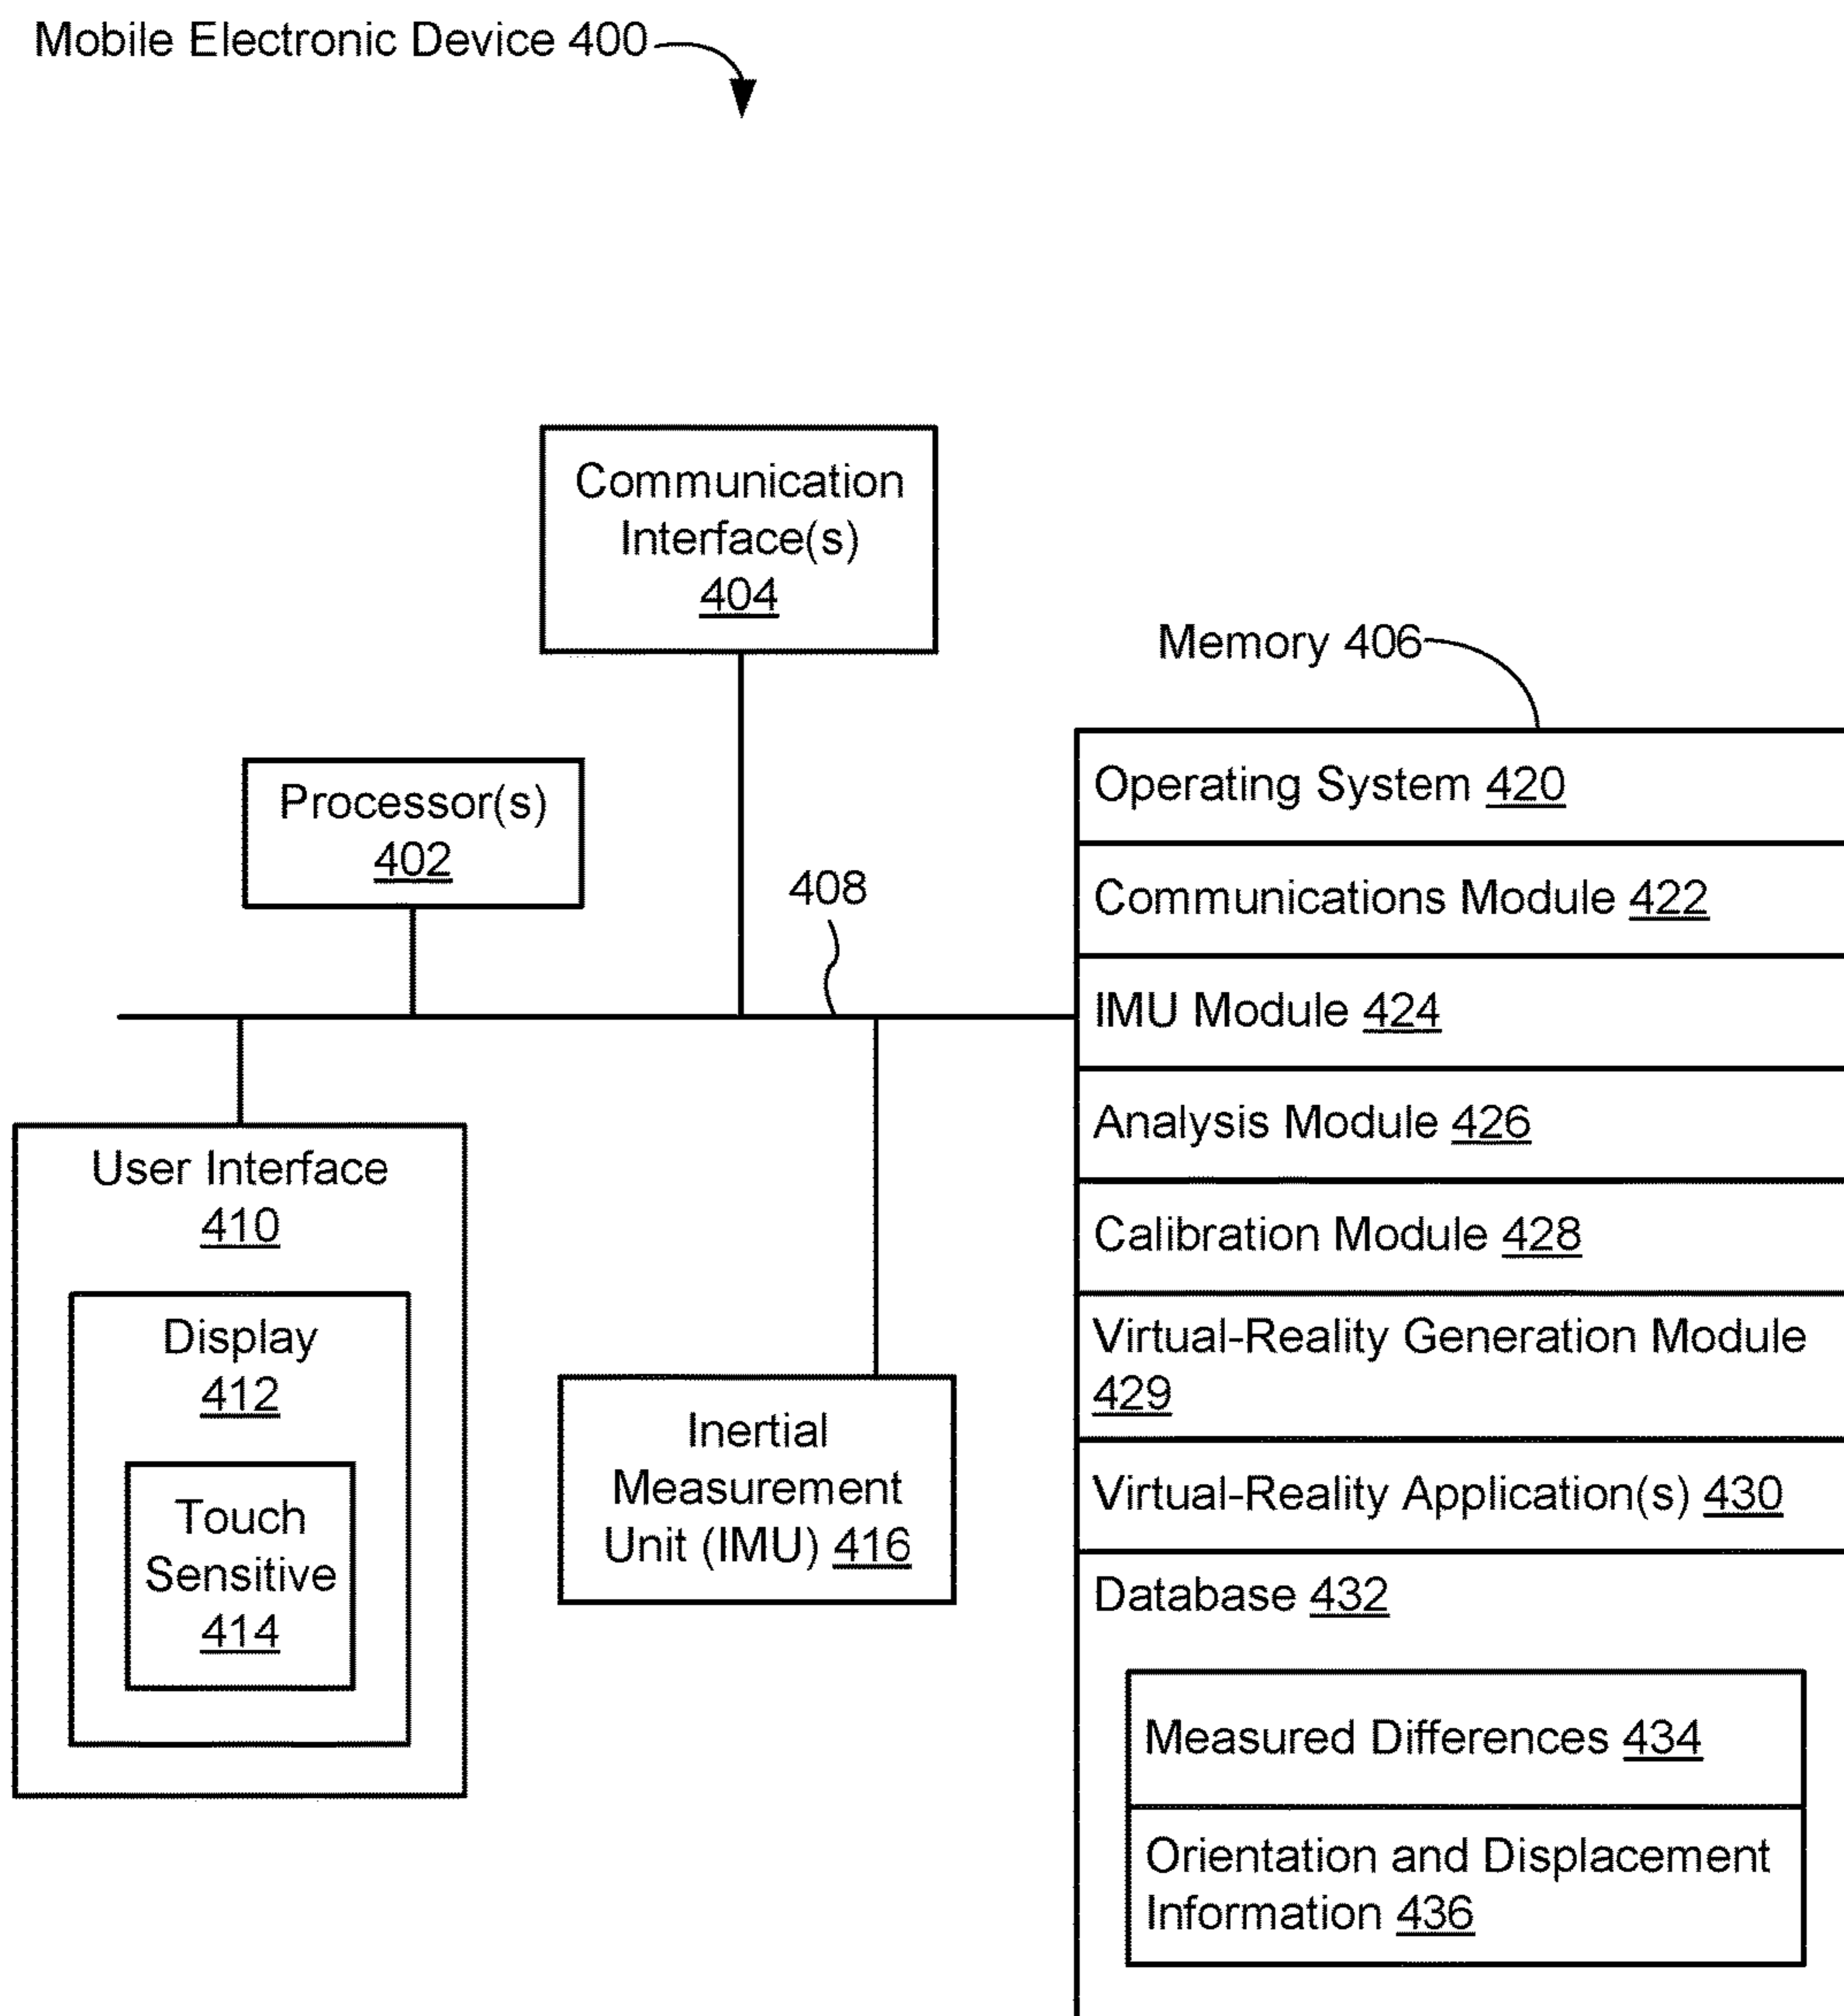 Mobile Electronic Device 400
Communication
Interface(s)
404
Memory 406
Processor(s)
402
408
Operating System 420
Communications Module 422
IMU Module 424
Analysis Module 426
Calibration Module 428
Virtual-Reality Generation Module
429
Virtual-Reality Application(s) 430
Database 432
Measured Differences 434
Orientation and Displacement
Information 436
User Interface
410
Display
412
Touch
Sensitive
414
Inertial
Measurement
Unit (IMU) 416